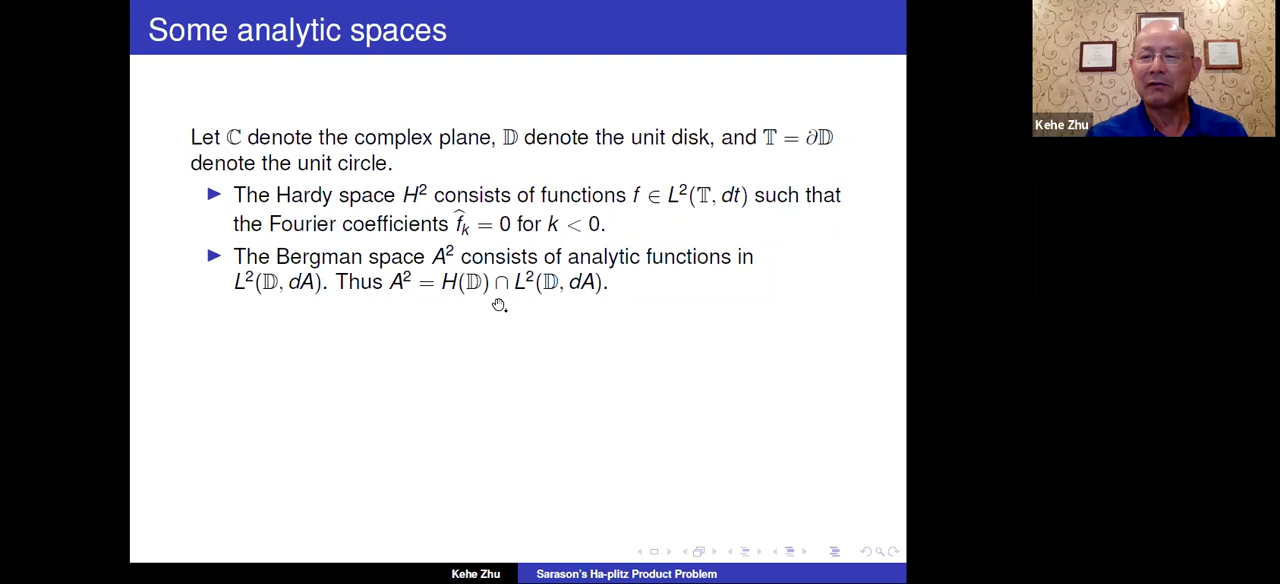 Some analytic spaces
Let ℂ denote the complex plane, 𝔻 denote the unit disk, and 𝕋 = ∂𝔻
denote the unit circle.
The Hardy space H² consists of functions f ∈ L²(𝕋, dt) such that
the Fourier coefficients f̂ₖ = 0 for k < 0.
The Bergman space A² consists of analytic functions in
L²(𝔻, dA). Thus A² = H(𝔻) ∩ L²(𝔻, dA).
Kehe Zhu
Kehe Zhu
Sarason's Ha-plitz Product Problem